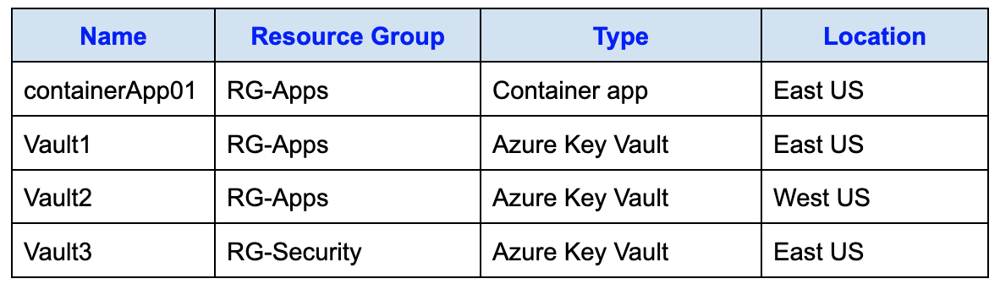 Name Resource Group Type Location
containerApp01 RG-Apps Container app East US
Vault1 RG-Apps Azure Key Vault East US
Vault2 RG-Apps Azure Key Vault West US
Vault3 RG-Security Azure Key Vault East US